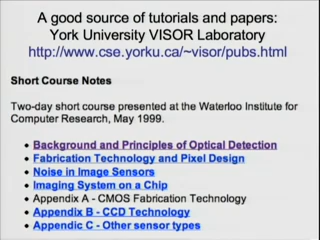 A good source of tutorials and papers:
York University VISOR Laboratory
http://www.cse.yorku.ca/~visor/pubs.html
Short Course Notes
Two-day short course presented at the Waterloo Institute for
Computer Research, May 1999.
• Background and Principles of Optical Detection
• Fabrication Technology and Pixel Design
• Noise in Image Sensors
• Imaging System on a Chip
• Appendix A - CMOS Fabrication Technology
• Appendix B - CCD Technology
• Appendix C - Other sensor types